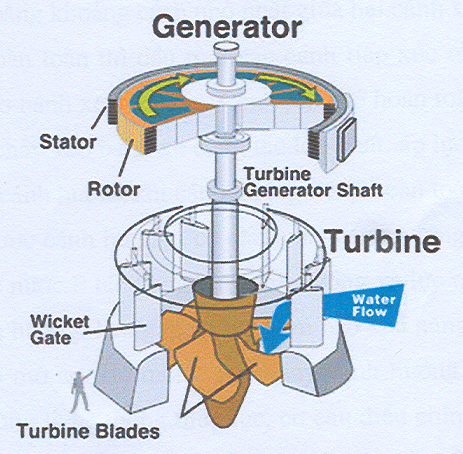 Generator
Stator
Rotor
Turbine
Generator Shaft
Turbine
Water
Flow
Wicket
Gate
Turbine Blades